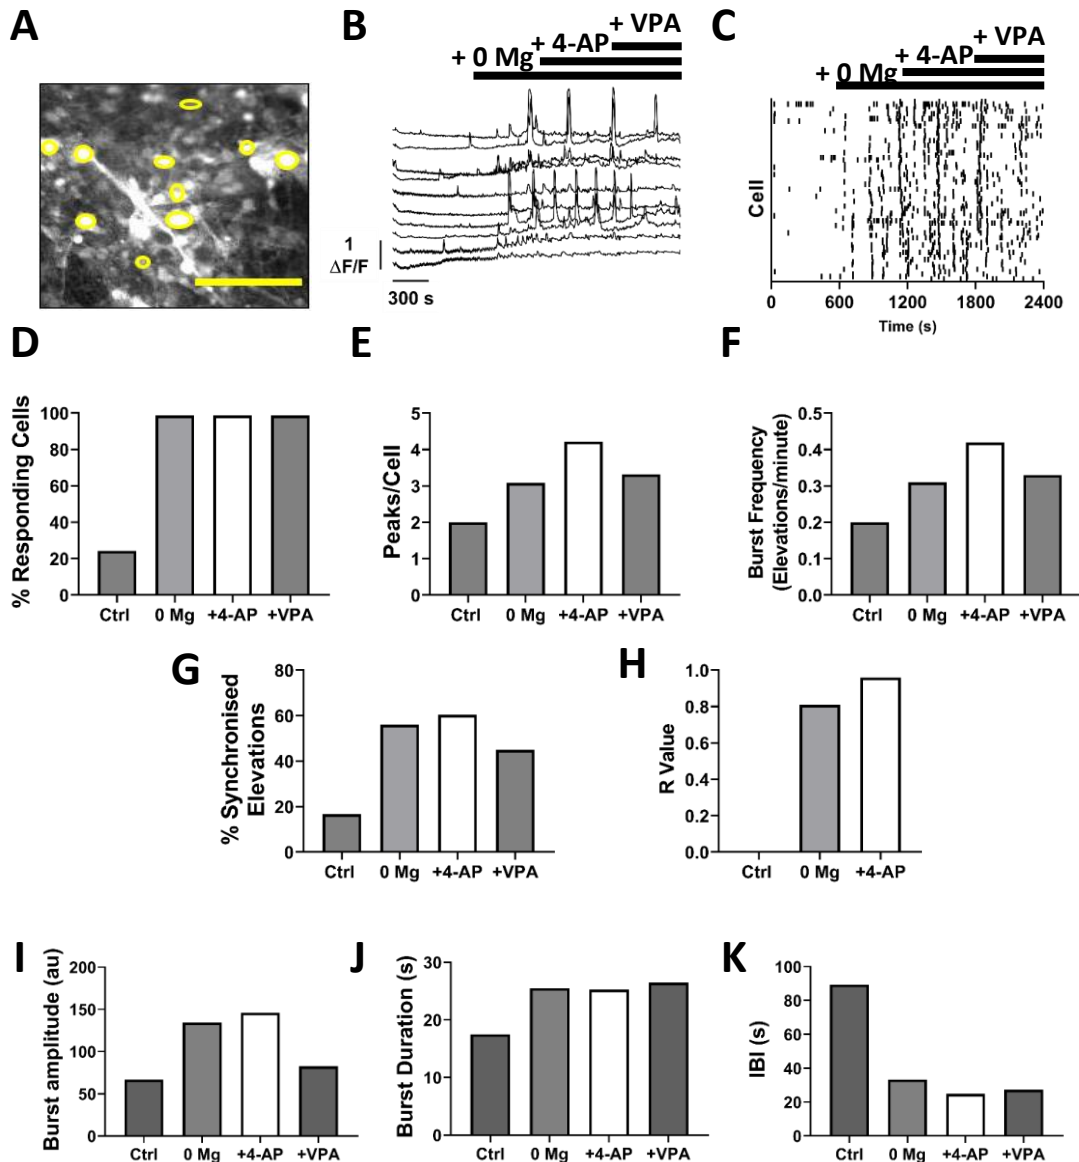 A
B
+ VPA
+ 4-AP
+ 0 Mg
1
ΔF/F
300 s
C
+ VPA
+ 4-AP
+ 0 Mg
Cell
0 600 1200 1800 2400
Time (s)
D
% Responding Cells
100
80
60
40
20
0
Ctrl 0 Mg +4-AP +VPA
E
Peaks/Cell
5
4
3
2
1
0
Ctrl 0 Mg +4-AP +VPA
F
Burst Frequency
(Elevations/minute)
0.5
0.4
0.3
0.2
0.1
0.0
Ctrl 0 Mg +4-AP +VPA
G
% Synchronised
Elevations
80
60
40
20
0
Ctrl 0 Mg +4-AP +VPA
H
R Value
1.0
0.8
0.6
0.4
0.2
0.0
Ctrl 0 Mg +4-AP
I
Burst amplitude (au)
200
150
100
50
0
Ctrl 0 Mg +4-AP +VPA
J
Burst Duration (s)
30
20
10
0
Ctrl 0 Mg +4-AP +VPA
K
IBI (s)
100
80
60
40
20
0
Ctrl 0 Mg +4-AP +VPA